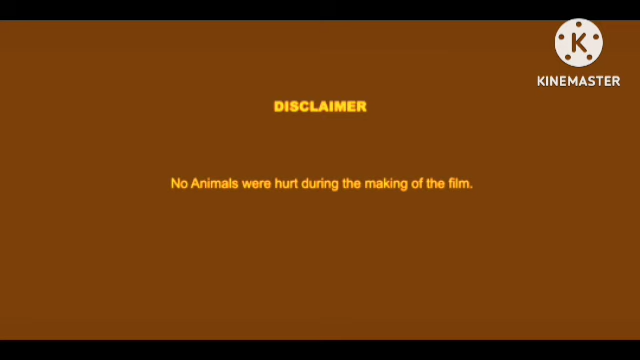 KINEMASTER
DISCLAIMER
No Animals were hurt during the making of the film.